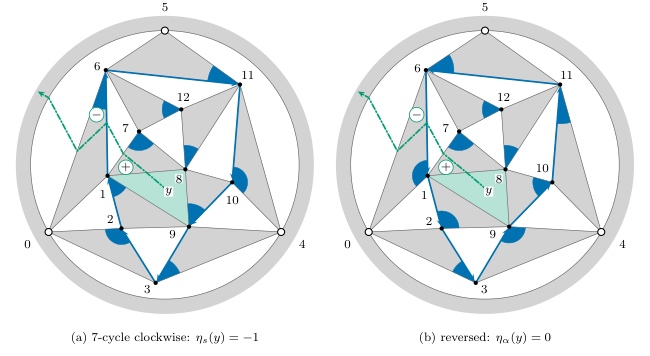 5 5
6 11 6 11
12 12
− −
7 7
+ 8 + 8
y y
1 10 1 10
2 9 2 9
0 4 0 4
3 3
(a) 7-cycle clockwise: ηₛ(y) = −1 (b) reversed: η_α(y) = 0